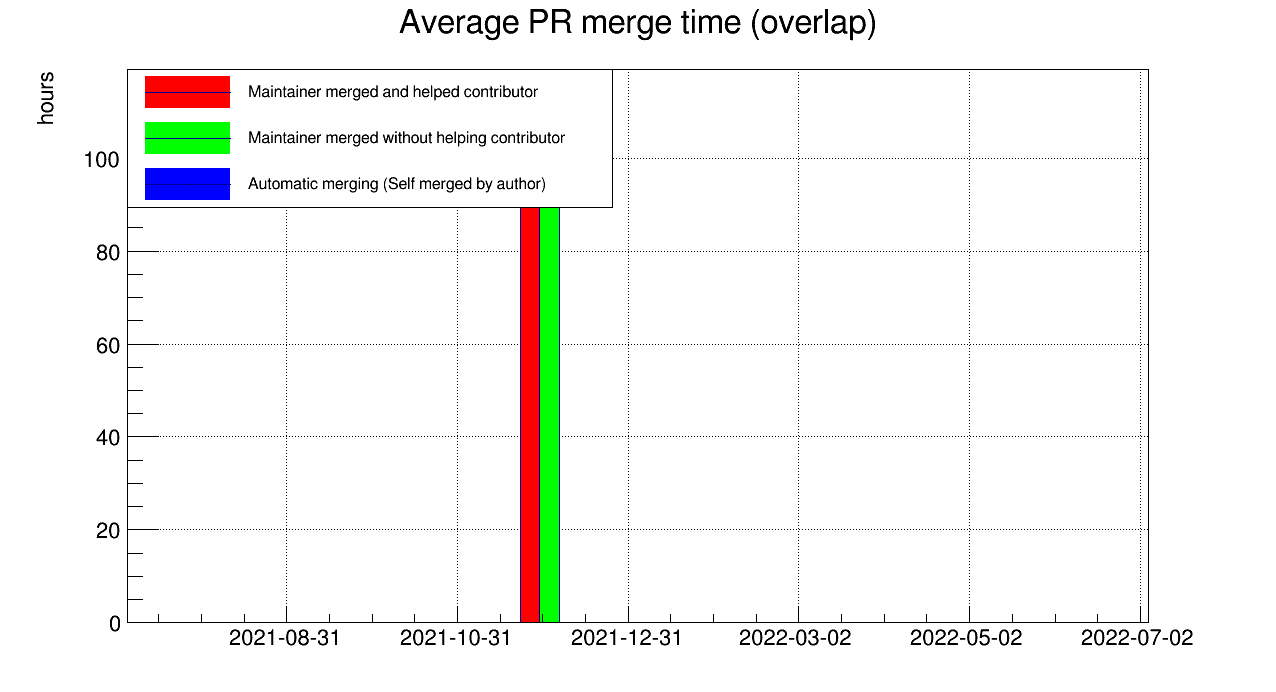 Average PR merge time (overlap)
hours
Maintainer merged and helped contributor
Maintainer merged without helping contributor
Automatic merging (Self merged by author)
100
80
60
40
20
0
2021-08-31 2021-10-31 2021-12-31 2022-03-02 2022-05-02 2022-07-02